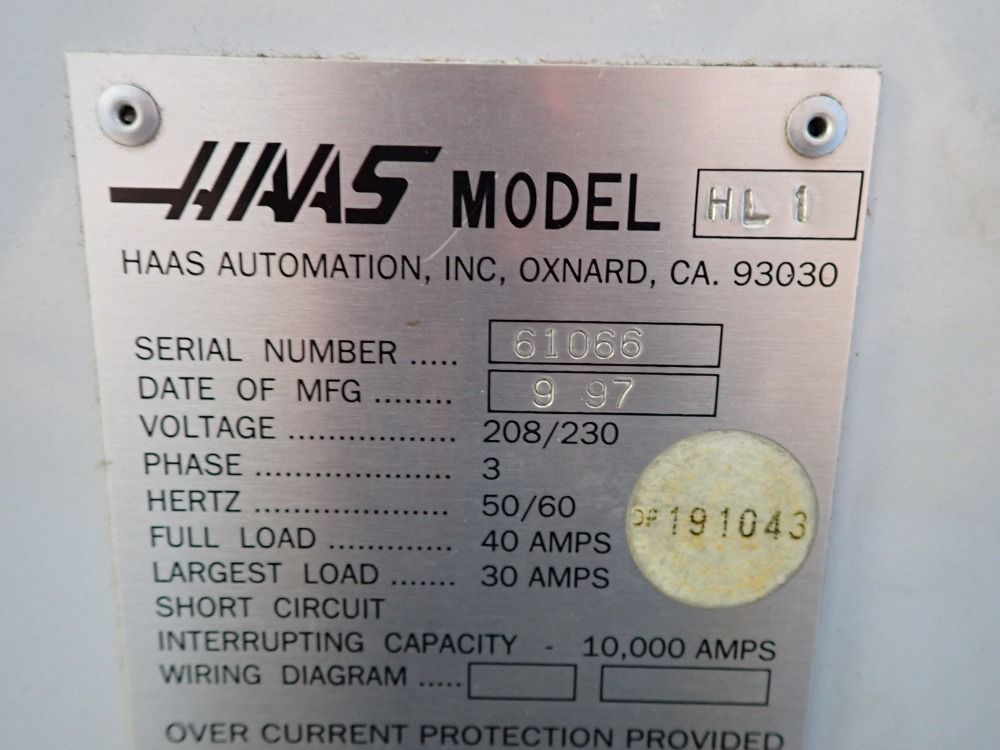 HAAS MODEL HL 1
HAAS AUTOMATION, INC, OXNARD, CA. 93030
SERIAL NUMBER ..... 61066
DATE OF MFG ........ 9 97
VOLTAGE ................. 208/230
PHASE .................... 3
HERTZ .................... 50/60
FULL LOAD ............. 40 AMPS
LARGEST LOAD ....... 30 AMPS
SHORT CIRCUIT
INTERRUPTING CAPACITY - 10,000 AMPS
WIRING DIAGRAM .....
OVER CURRENT PROTECTION PROVIDED
191043